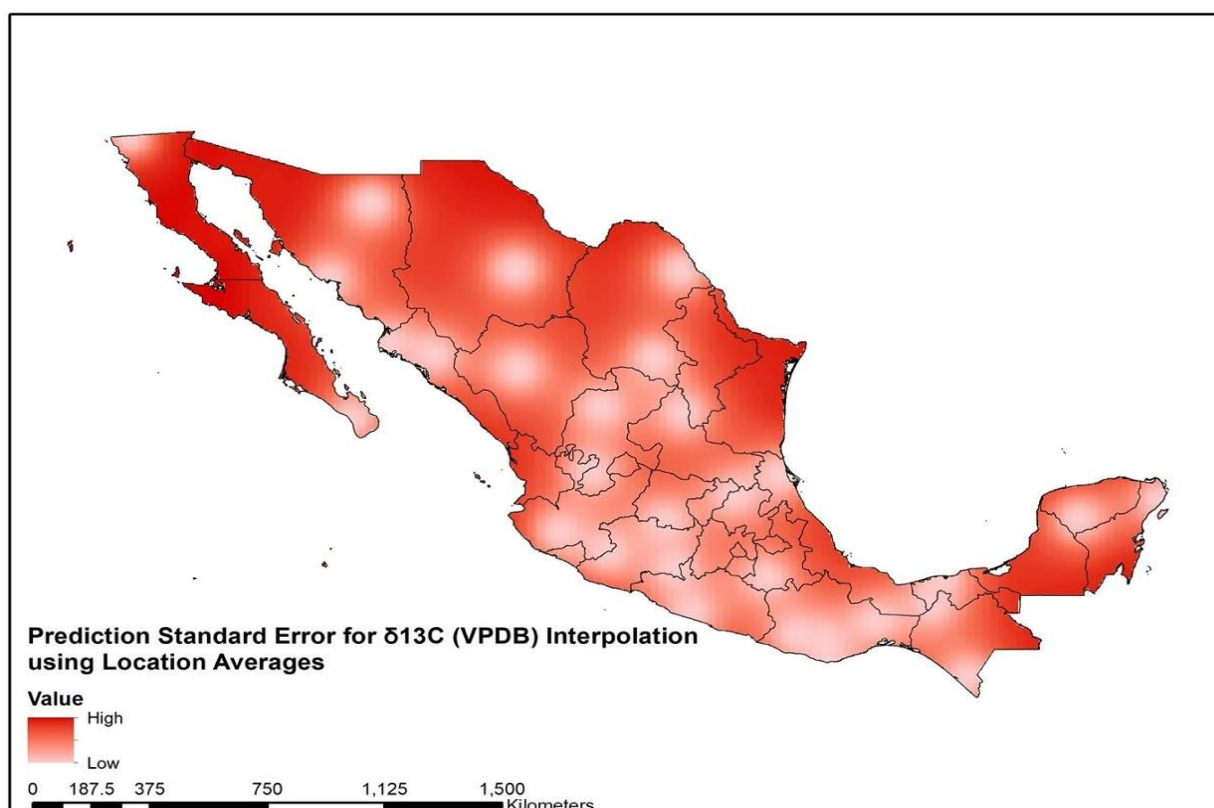 Prediction Standard Error for δ13C (VPDB) Interpolation
using Location Averages
Value
High
Low
0 187.5 375 750 1,125 1,500
Kilometers